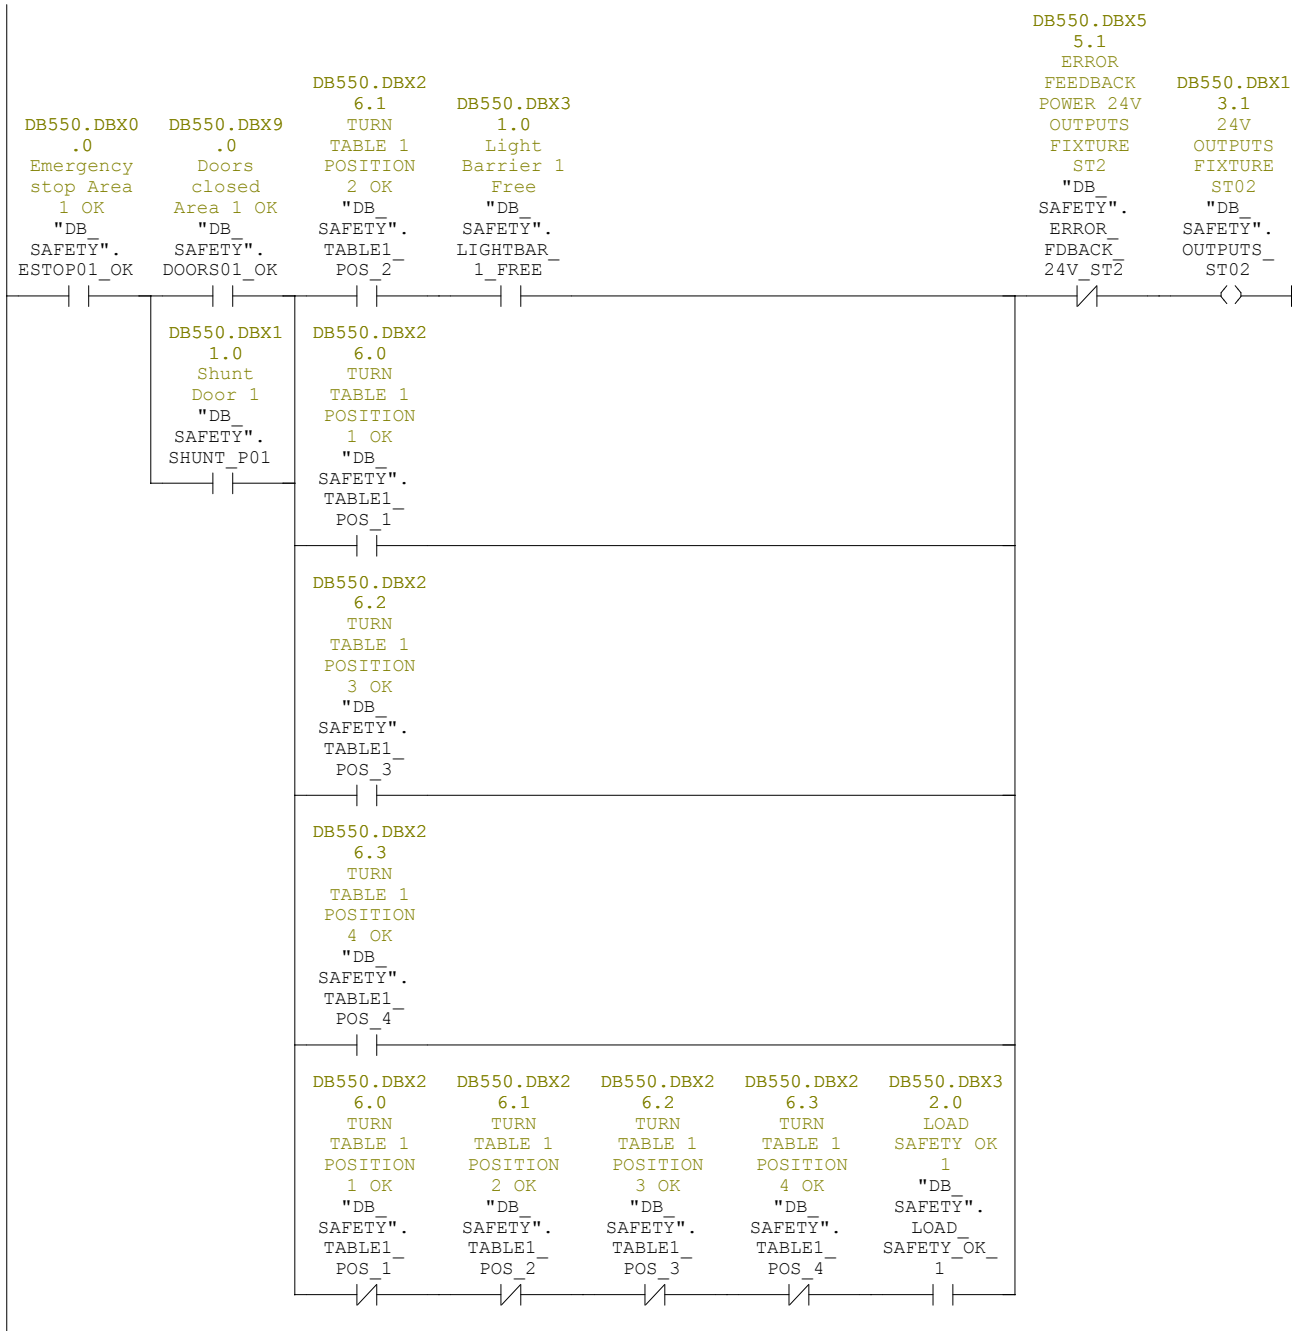 DB550.DBX0
.0
Emergency
stop Area
1 OK
"DB_
SAFETY".
ESTOP01_OK
DB550.DBX9
.0
Doors
closed
Area 1 OK
"DB_
SAFETY".
DOORS01_OK
DB550.DBX2
6.1
TURN
TABLE 1
POSITION
2 OK
"DB_
SAFETY".
TABLE1_
POS_2
DB550.DBX3
1.0
Light
Barrier 1
Free
"DB_
SAFETY".
LIGHTBAR_
1_FREE
DB550.DBX5
5.1
ERROR
FEEDBACK
POWER 24V
OUTPUTS
FIXTURE
ST2
"DB_
SAFETY".
ERROR_
FDBACK_
24V_ST2
DB550.DBX1
3.1
24V
OUTPUTS
FIXTURE
ST02
"DB_
SAFETY".
OUTPUTS_
ST02
DB550.DBX1
1.0
Shunt
Door 1
"DB_
SAFETY".
SHUNT_P01
DB550.DBX2
6.0
TURN
TABLE 1
POSITION
1 OK
"DB_
SAFETY".
TABLE1_
POS_1
DB550.DBX2
6.2
TURN
TABLE 1
POSITION
3 OK
"DB_
SAFETY".
TABLE1_
POS_3
DB550.DBX2
6.3
TURN
TABLE 1
POSITION
4 OK
"DB_
SAFETY".
TABLE1_
POS_4
DB550.DBX2
6.0
TURN
TABLE 1
POSITION
1 OK
"DB_
SAFETY".
TABLE1_
POS_1
DB550.DBX2
6.1
TURN
TABLE 1
POSITION
2 OK
"DB_
SAFETY".
TABLE1_
POS_2
DB550.DBX2
6.2
TURN
TABLE 1
POSITION
3 OK
"DB_
SAFETY".
TABLE1_
POS_3
DB550.DBX2
6.3
TURN
TABLE 1
POSITION
4 OK
"DB_
SAFETY".
TABLE1_
POS_4
DB550.DBX3
2.0
LOAD
SAFETY OK
1
"DB_
SAFETY".
LOAD_
SAFETY_OK_
1